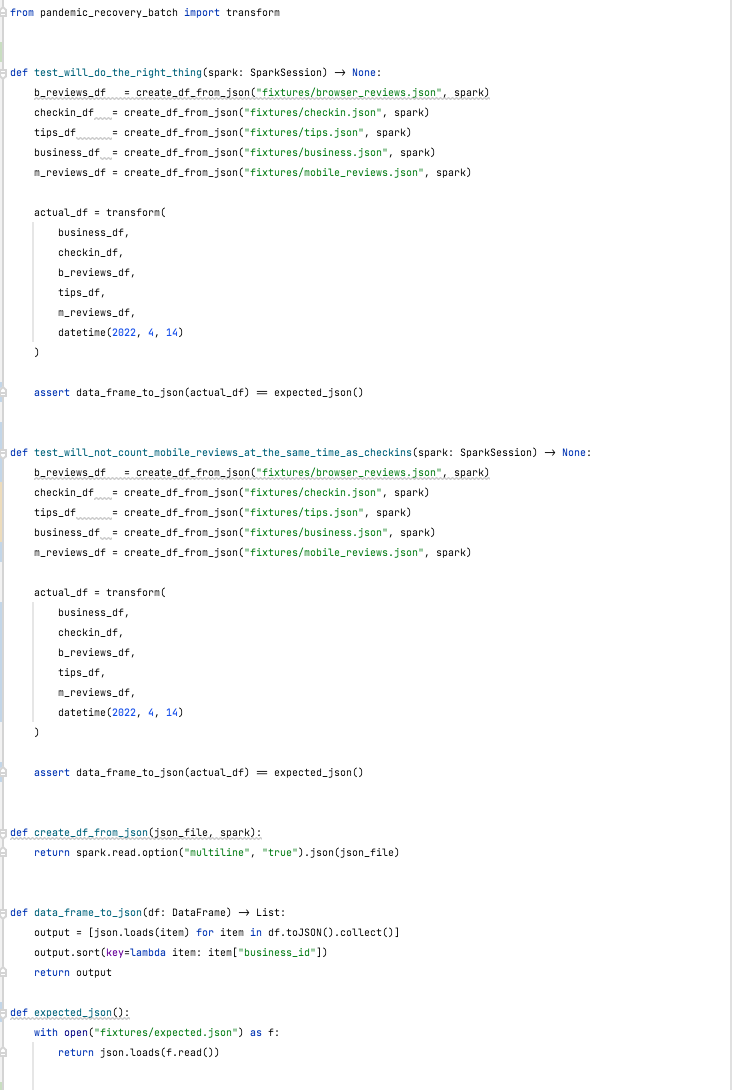 from pandemic_recovery_batch import transform
def test_will_do_the_right_thing(spark: SparkSession) → None:
    b_reviews_df   = create_df_from_json("fixtures/browser_reviews.json", spark)
    checkin_df   = create_df_from_json("fixtures/checkin.json", spark)
    tips_df      = create_df_from_json("fixtures/tips.json", spark)
    business_df  = create_df_from_json("fixtures/business.json", spark)
    m_reviews_df = create_df_from_json("fixtures/mobile_reviews.json", spark)
    actual_df = transform(
        business_df,
        checkin_df,
        b_reviews_df,
        tips_df,
        m_reviews_df,
        datetime(2022, 4, 14)
    )
    assert data_frame_to_json(actual_df) == expected_json()
def test_will_not_count_mobile_reviews_at_the_same_time_as_checkins(spark: SparkSession) → None:
    b_reviews_df   = create_df_from_json("fixtures/browser_reviews.json", spark)
    checkin_df   = create_df_from_json("fixtures/checkin.json", spark)
    tips_df      = create_df_from_json("fixtures/tips.json", spark)
    business_df  = create_df_from_json("fixtures/business.json", spark)
    m_reviews_df = create_df_from_json("fixtures/mobile_reviews.json", spark)
    actual_df = transform(
        business_df,
        checkin_df,
        b_reviews_df,
        tips_df,
        m_reviews_df,
        datetime(2022, 4, 14)
    )
    assert data_frame_to_json(actual_df) == expected_json()
def create_df_from_json(json_file, spark):
    return spark.read.option("multiline", "true").json(json_file)
def data_frame_to_json(df: DataFrame) → List:
    output = [json.loads(item) for item in df.toJSON().collect()]
    output.sort(key=lambda item: item["business_id"])
    return output
def expected_json():
    with open("fixtures/expected.json") as f:
        return json.loads(f.read())